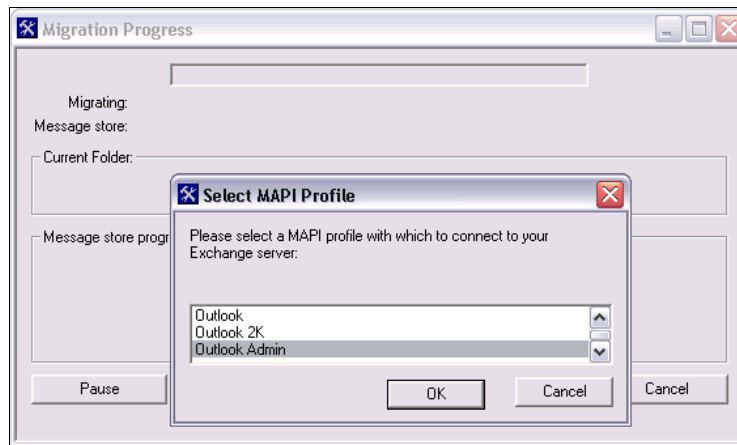 Migration Progress
Migrating:
Message store:
Current Folder:
Message store progr
Select MAPI Profile
Please select a MAPI profile with which to connect to your
Exchange server:
Outlook
Outlook 2K
Outlook Admin
OK
Cancel
Pause
Cancel